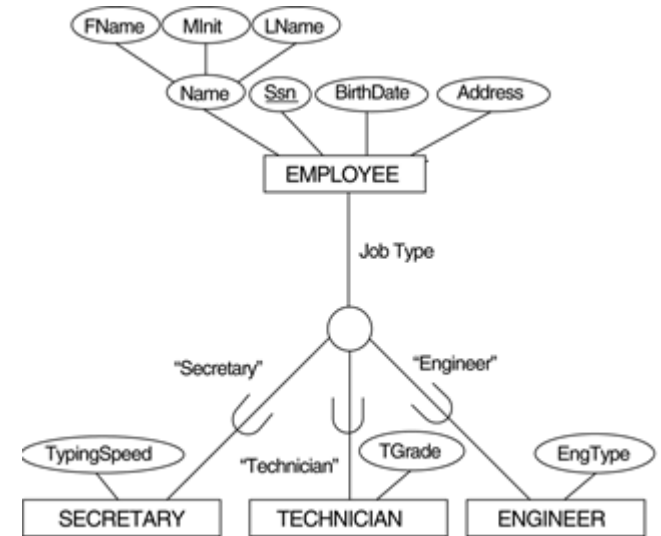 FName MInit LName
Name Ssn BirthDate Address
EMPLOYEE
Job Type
“Secretary” “Engineer”
TypingSpeed “Technician” TGrade EngType
SECRETARY TECHNICIAN ENGINEER